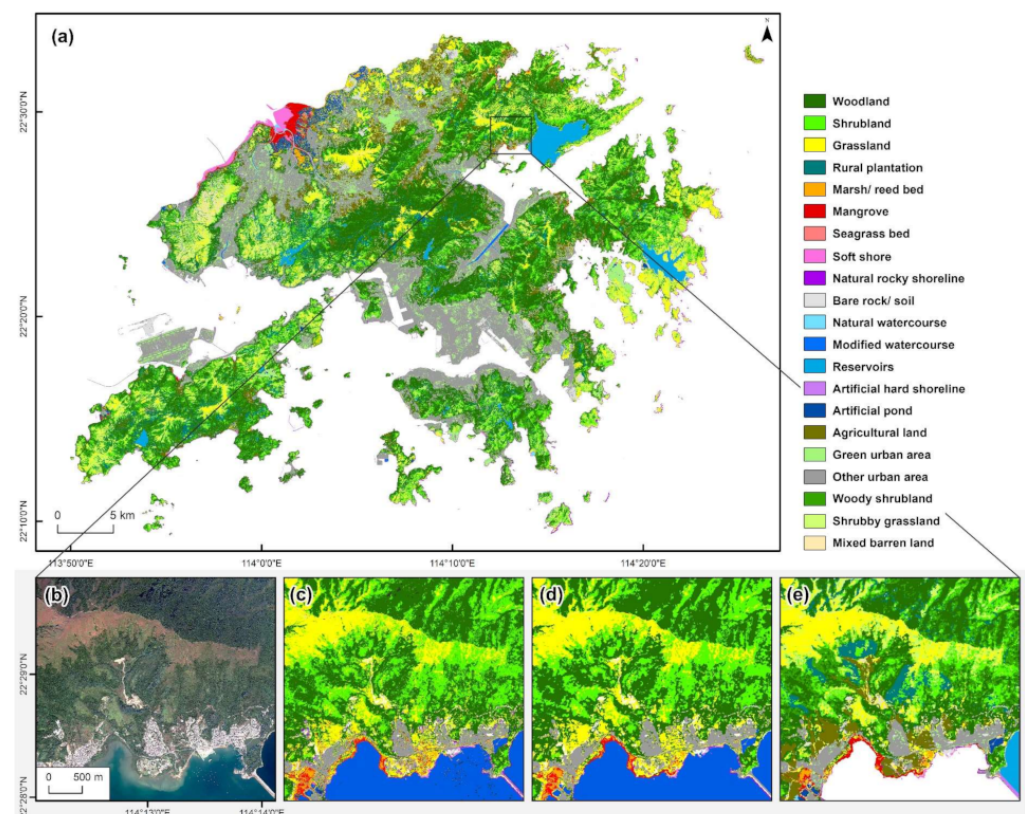 (a)
N
22°30'0"N
22°20'0"N
22°10'0"N
0 5 km
113°50'0"E 114°0'0"E 114°10'0"E 114°20'0"E
Woodland
Shrubland
Grassland
Rural plantation
Marsh/ reed bed
Mangrove
Seagrass bed
Soft shore
Natural rocky shoreline
Bare rock/ soil
Natural watercourse
Modified watercourse
Reservoirs
Artificial hard shoreline
Artificial pond
Agricultural land
Green urban area
Other urban area
Woody shrubland
Shrubby grassland
Mixed barren land
(b) (c) (d) (e)
22°29'0"N
22°28'0"N
0 500 m
114°13'0"E 114°14'0"E